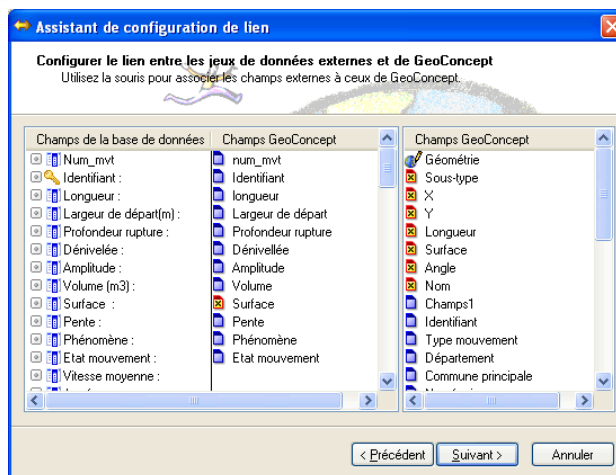 Assistant de configuration de lien
Configurer le lien entre les jeux de données externes et de GeoConcept
Utilisez la souris pour associer les champs externes à ceux de GeoConcept.
Champs de la base de données
Champs GeoConcept
Num_mvt
num_mvt
Identifiant :
Identifiant
Longueur :
longueur
Largeur de départ(m) :
Largeur de départ
Profondeur rupture :
Profondeur rupture
Dénivelée :
Dénivellée
Amplitude :
Amplitude
Volume (m3) :
Volume
Surface :
Surface
Pente :
Pente
Phénomène :
Phénomène
Etat mouvement :
Etat mouvement
Vitesse moyenne :
Champs GeoConcept
Géométrie
Sous-type
X
Y
Longueur
Surface
Angle
Nom
Champs1
Identifiant
Type mouvement
Département
Commune principale
< Précédent
Suivant >
Annuler